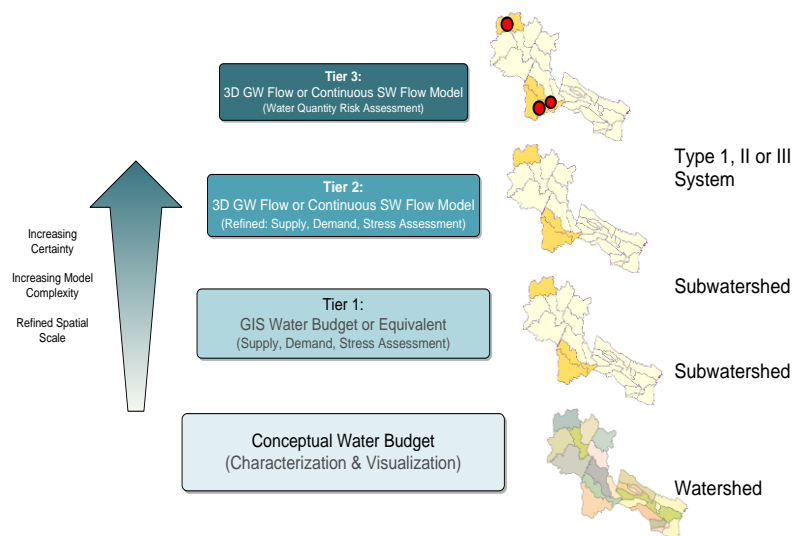 Tier 3:
3D GW Flow or Continuous SW Flow Model
(Water Quantity Risk Assessment)
Type 1, II or III
System
Tier 2:
3D GW Flow or Continuous SW Flow Model
(Refined: Supply, Demand, Stress Assessment)
Increasing
Certainty
Increasing Model
Complexity
Refined Spatial
Scale
Subwatershed
Tier 1:
GIS Water Budget or Equivalent
(Supply, Demand, Stress Assessment)
Subwatershed
Conceptual Water Budget
(Characterization & Visualization)
Watershed